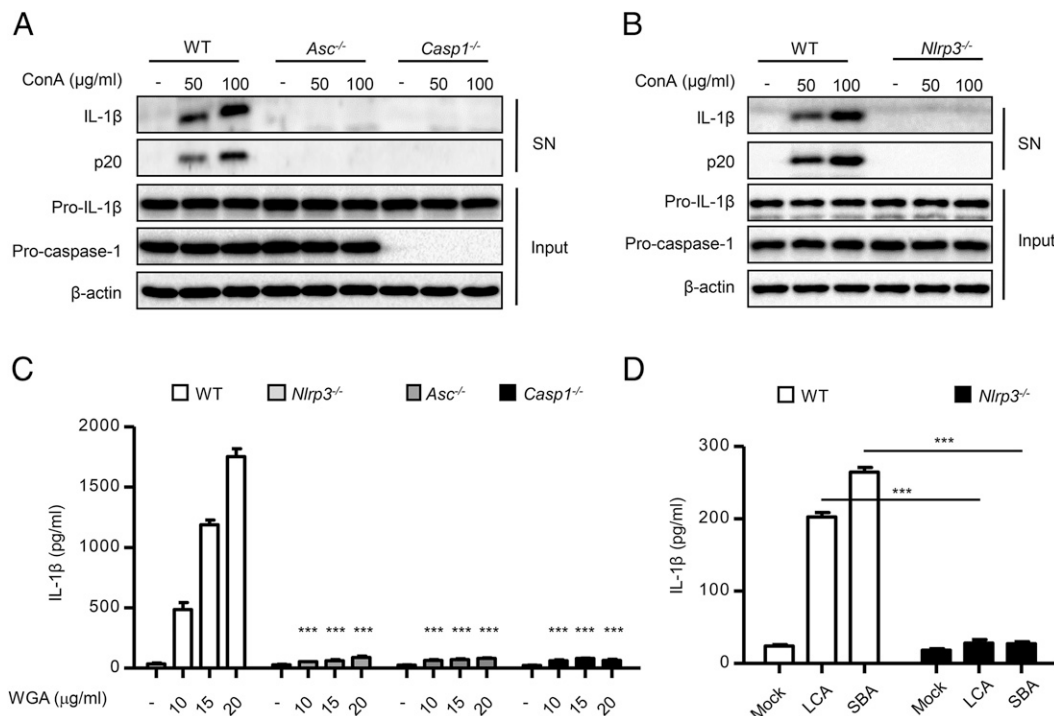 A
WT Asc-/- Casp1-/-
ConA (μg/ml) - 50 100 - 50 100 - 50 100
IL-1β
p20
SN
Pro-IL-1β
Pro-caspase-1
β-actin
Input
B
WT Nlrp3-/-
ConA (μg/ml) - 50 100 - 50 100
IL-1β
p20
SN
Pro-IL-1β
Pro-caspase-1
β-actin
Input
C
WT Nlrp3-/- Asc-/- Casp1-/-
IL-1β (pg/ml)
2000
1500
1000
500
0
*** *** *** *** *** *** *** *** ***
WGA (μg/ml) - 10 15 20 - 10 15 20 - 10 15 20 - 10 15 20
D
WT Nlrp3-/-
IL-1β (pg/ml)
300
200
100
0
***
***
Mock LCA SBA Mock LCA SBA